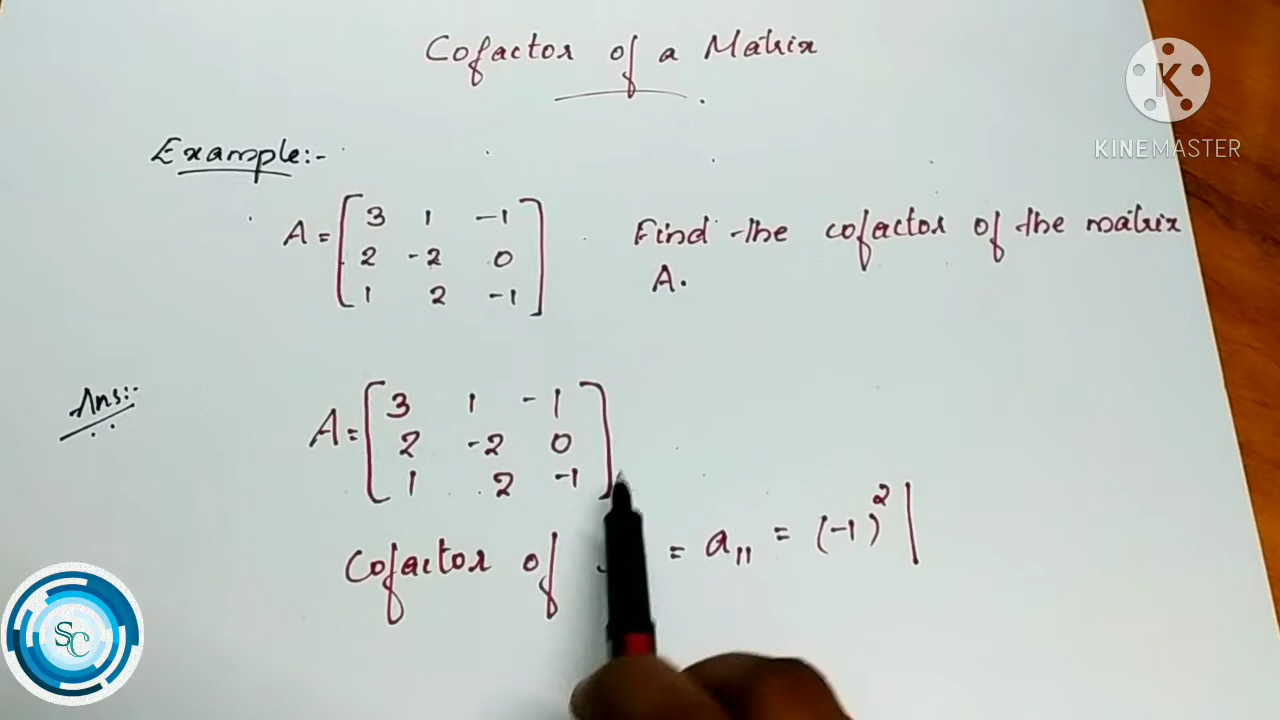 Cofactor of a Matrix
K
KINEMASTER
Example:-
A = [ 3 1 -1
2 -2 0
1 2 -1 ]
Find the cofactor of the matrix
A.
Ans:-
A = [ 3 1 -1
2 -2 0
1 2 -1 ]
Cofactor of = a₁₁ = (-1)² |
SC